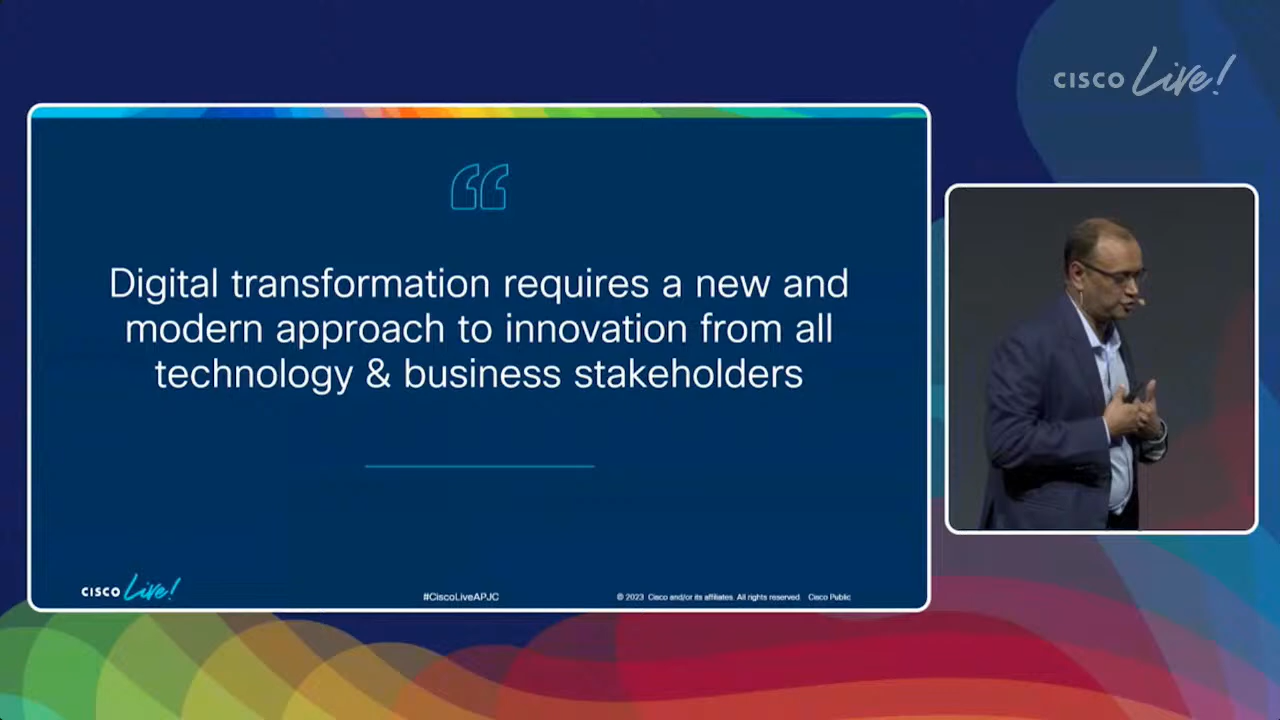 CISCO Live!
“
Digital transformation requires a new and
modern approach to innovation from all
technology & business stakeholders
CISCO Live!
#CiscoLiveAPJC
© 2023 Cisco and/or its affiliates. All rights reserved Cisco Public